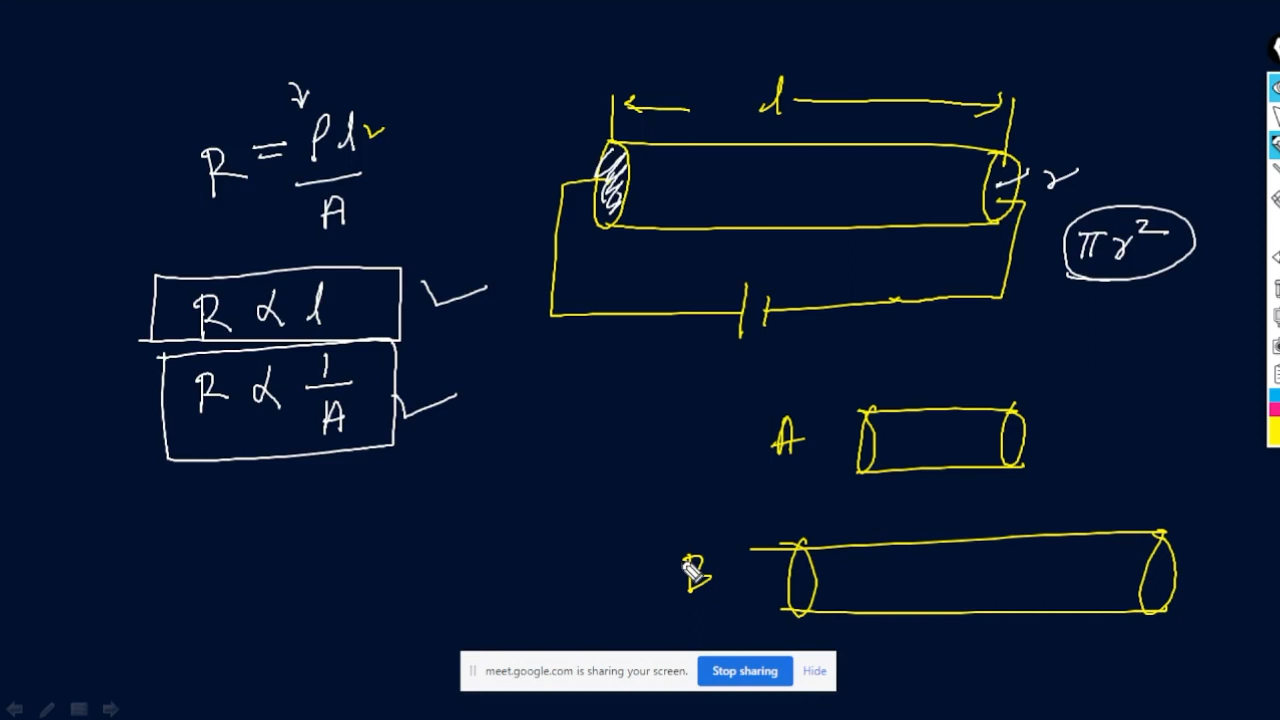 l
R = ρl
A
r
πr²
R ∝ l
R ∝ 1
A
A
B
meet.google.com is sharing your screen.
Stop sharing
Hide